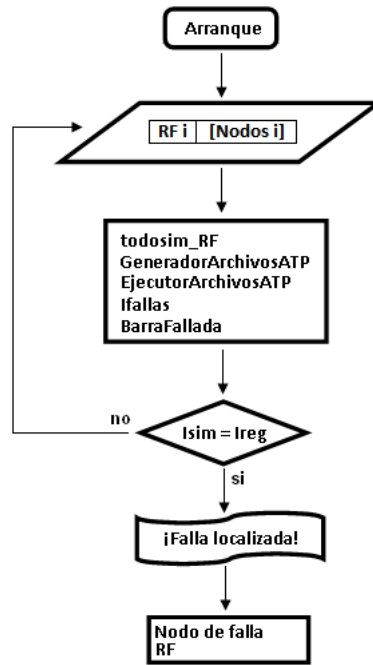 Arranque
RF i [Nodos i]
todosim_RF
GeneradorArchivosATP
EjecutorArchivosATP
Ifallas
BarraFallada
no
Isim = Ireg
si
¡Falla localizada!
Nodo de falla
RF